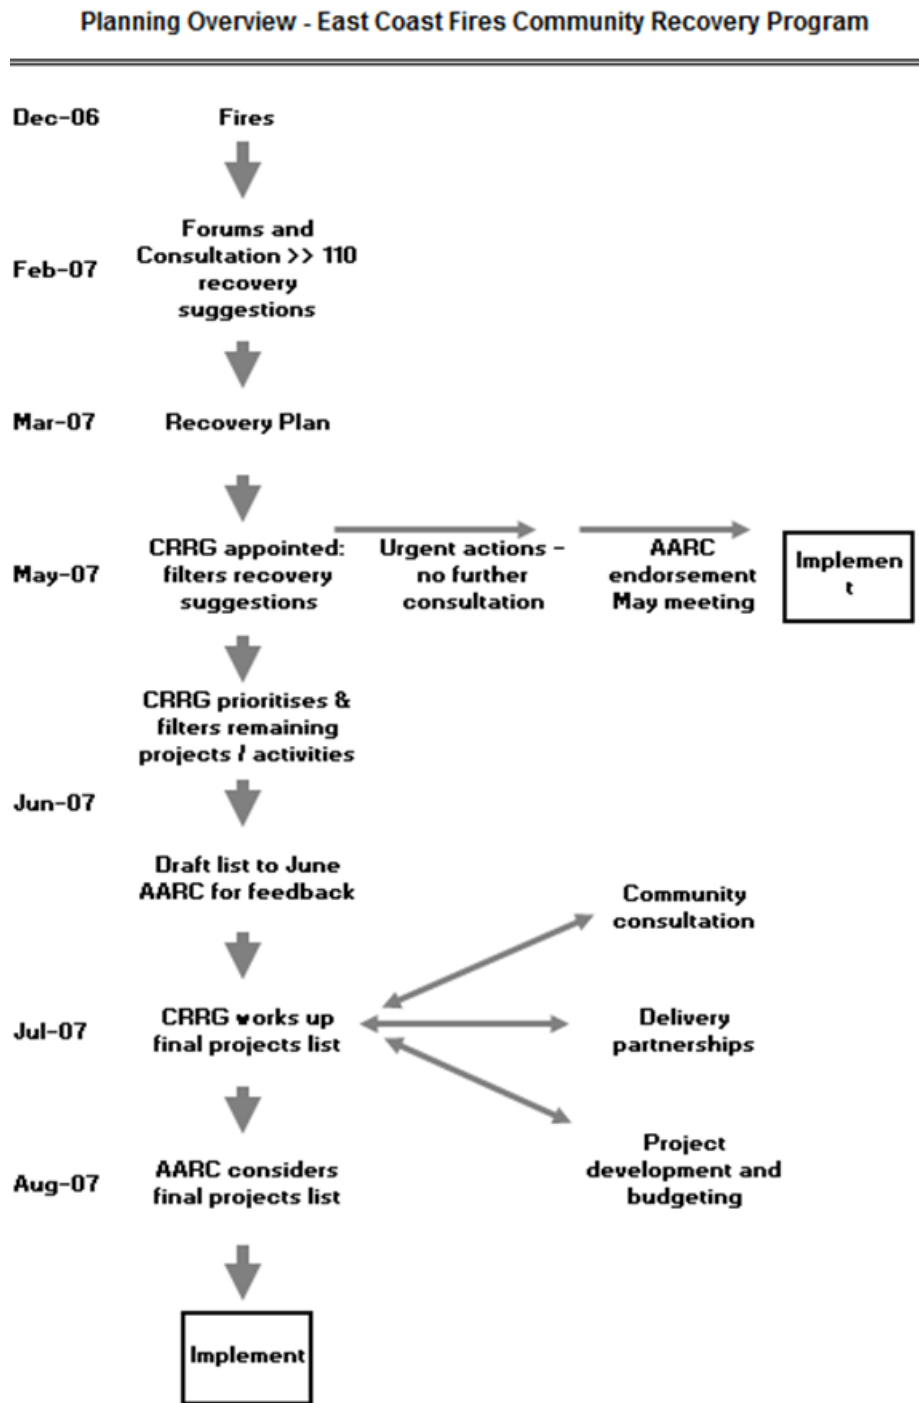 Planning Overview - East Coast Fires Community Recovery Program
Dec-06
Fires
Feb-07
Forums and
Consultation >> 110
recovery
suggestions
Mar-07
Recovery Plan
May-07
CRRG appointed:
filters recovery
suggestions
Urgent actions -
no further
consultation
AARC
endorsement
May meeting
Implemen
t
CRRG prioritises &
filters remaining
projects / activities
Jun-07
Draft list to June
AARC for feedback
Community
consultation
Jul-07
CRRG works up
final projects list
Delivery
partnerships
Aug-07
AARC considers
final projects list
Project
development and
budgeting
Implement